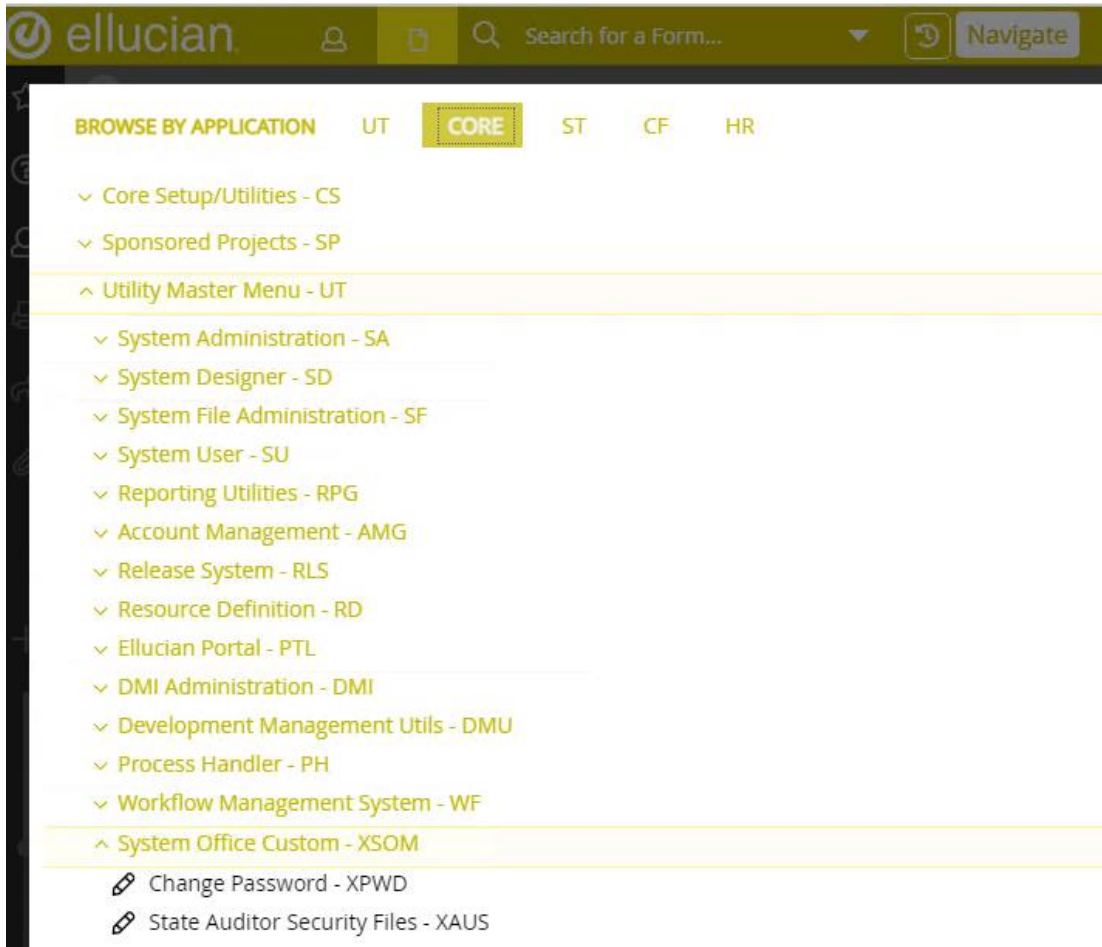 ellucian Search for a Form... Navigate
BROWSE BY APPLICATION UT CORE ST CF HR
Core Setup/Utilities - CS
Sponsored Projects - SP
Utility Master Menu - UT
System Administration - SA
System Designer - SD
System File Administration - SF
System User - SU
Reporting Utilities - RPG
Account Management - AMG
Release System - RLS
Resource Definition - RD
Ellucian Portal - PTL
DMI Administration - DMI
Development Management Utils - DMU
Process Handler - PH
Workflow Management System - WF
System Office Custom - XSOM
Change Password - XPWD
State Auditor Security Files - XAUS